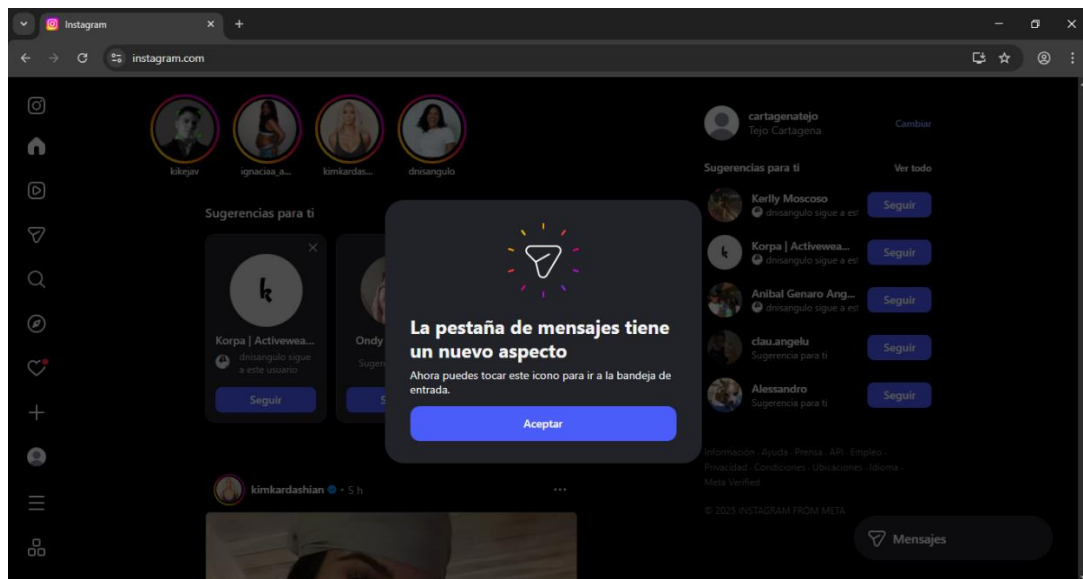 Instagram
instagram.com
kikejav
ignaciaa_a...
kimkardas...
dnisangulo
cartagenatejo
Tejo Cartagena
Cambiar
Sugerencias para ti
Ver todo
Kerlly Moscoso
dnisangulo sigue a est
Seguir
Korpa | Activewea...
dnisangulo sigue a est
Seguir
Anibal Genaro Ang...
dnisangulo sigue a est
Seguir
clau.angelu
Sugerencia para ti
Seguir
Alessandro
Sugerencia para ti
Seguir
Información · Ayuda · Prensa · API · Empleo ·
Privacidad · Condiciones · Ubicaciones · Idioma ·
Meta Verified
© 2025 INSTAGRAM FROM META
Sugerencias para ti
k
Korpa | Activewea...
dnisangulo sigue
a este usuario
Seguir
Ondy
Sugere
S
La pestaña de mensajes tiene
un nuevo aspecto
Ahora puedes tocar este icono para ir a la bandeja de
entrada.
Aceptar
kimkardashian • 5 h
Mensajes